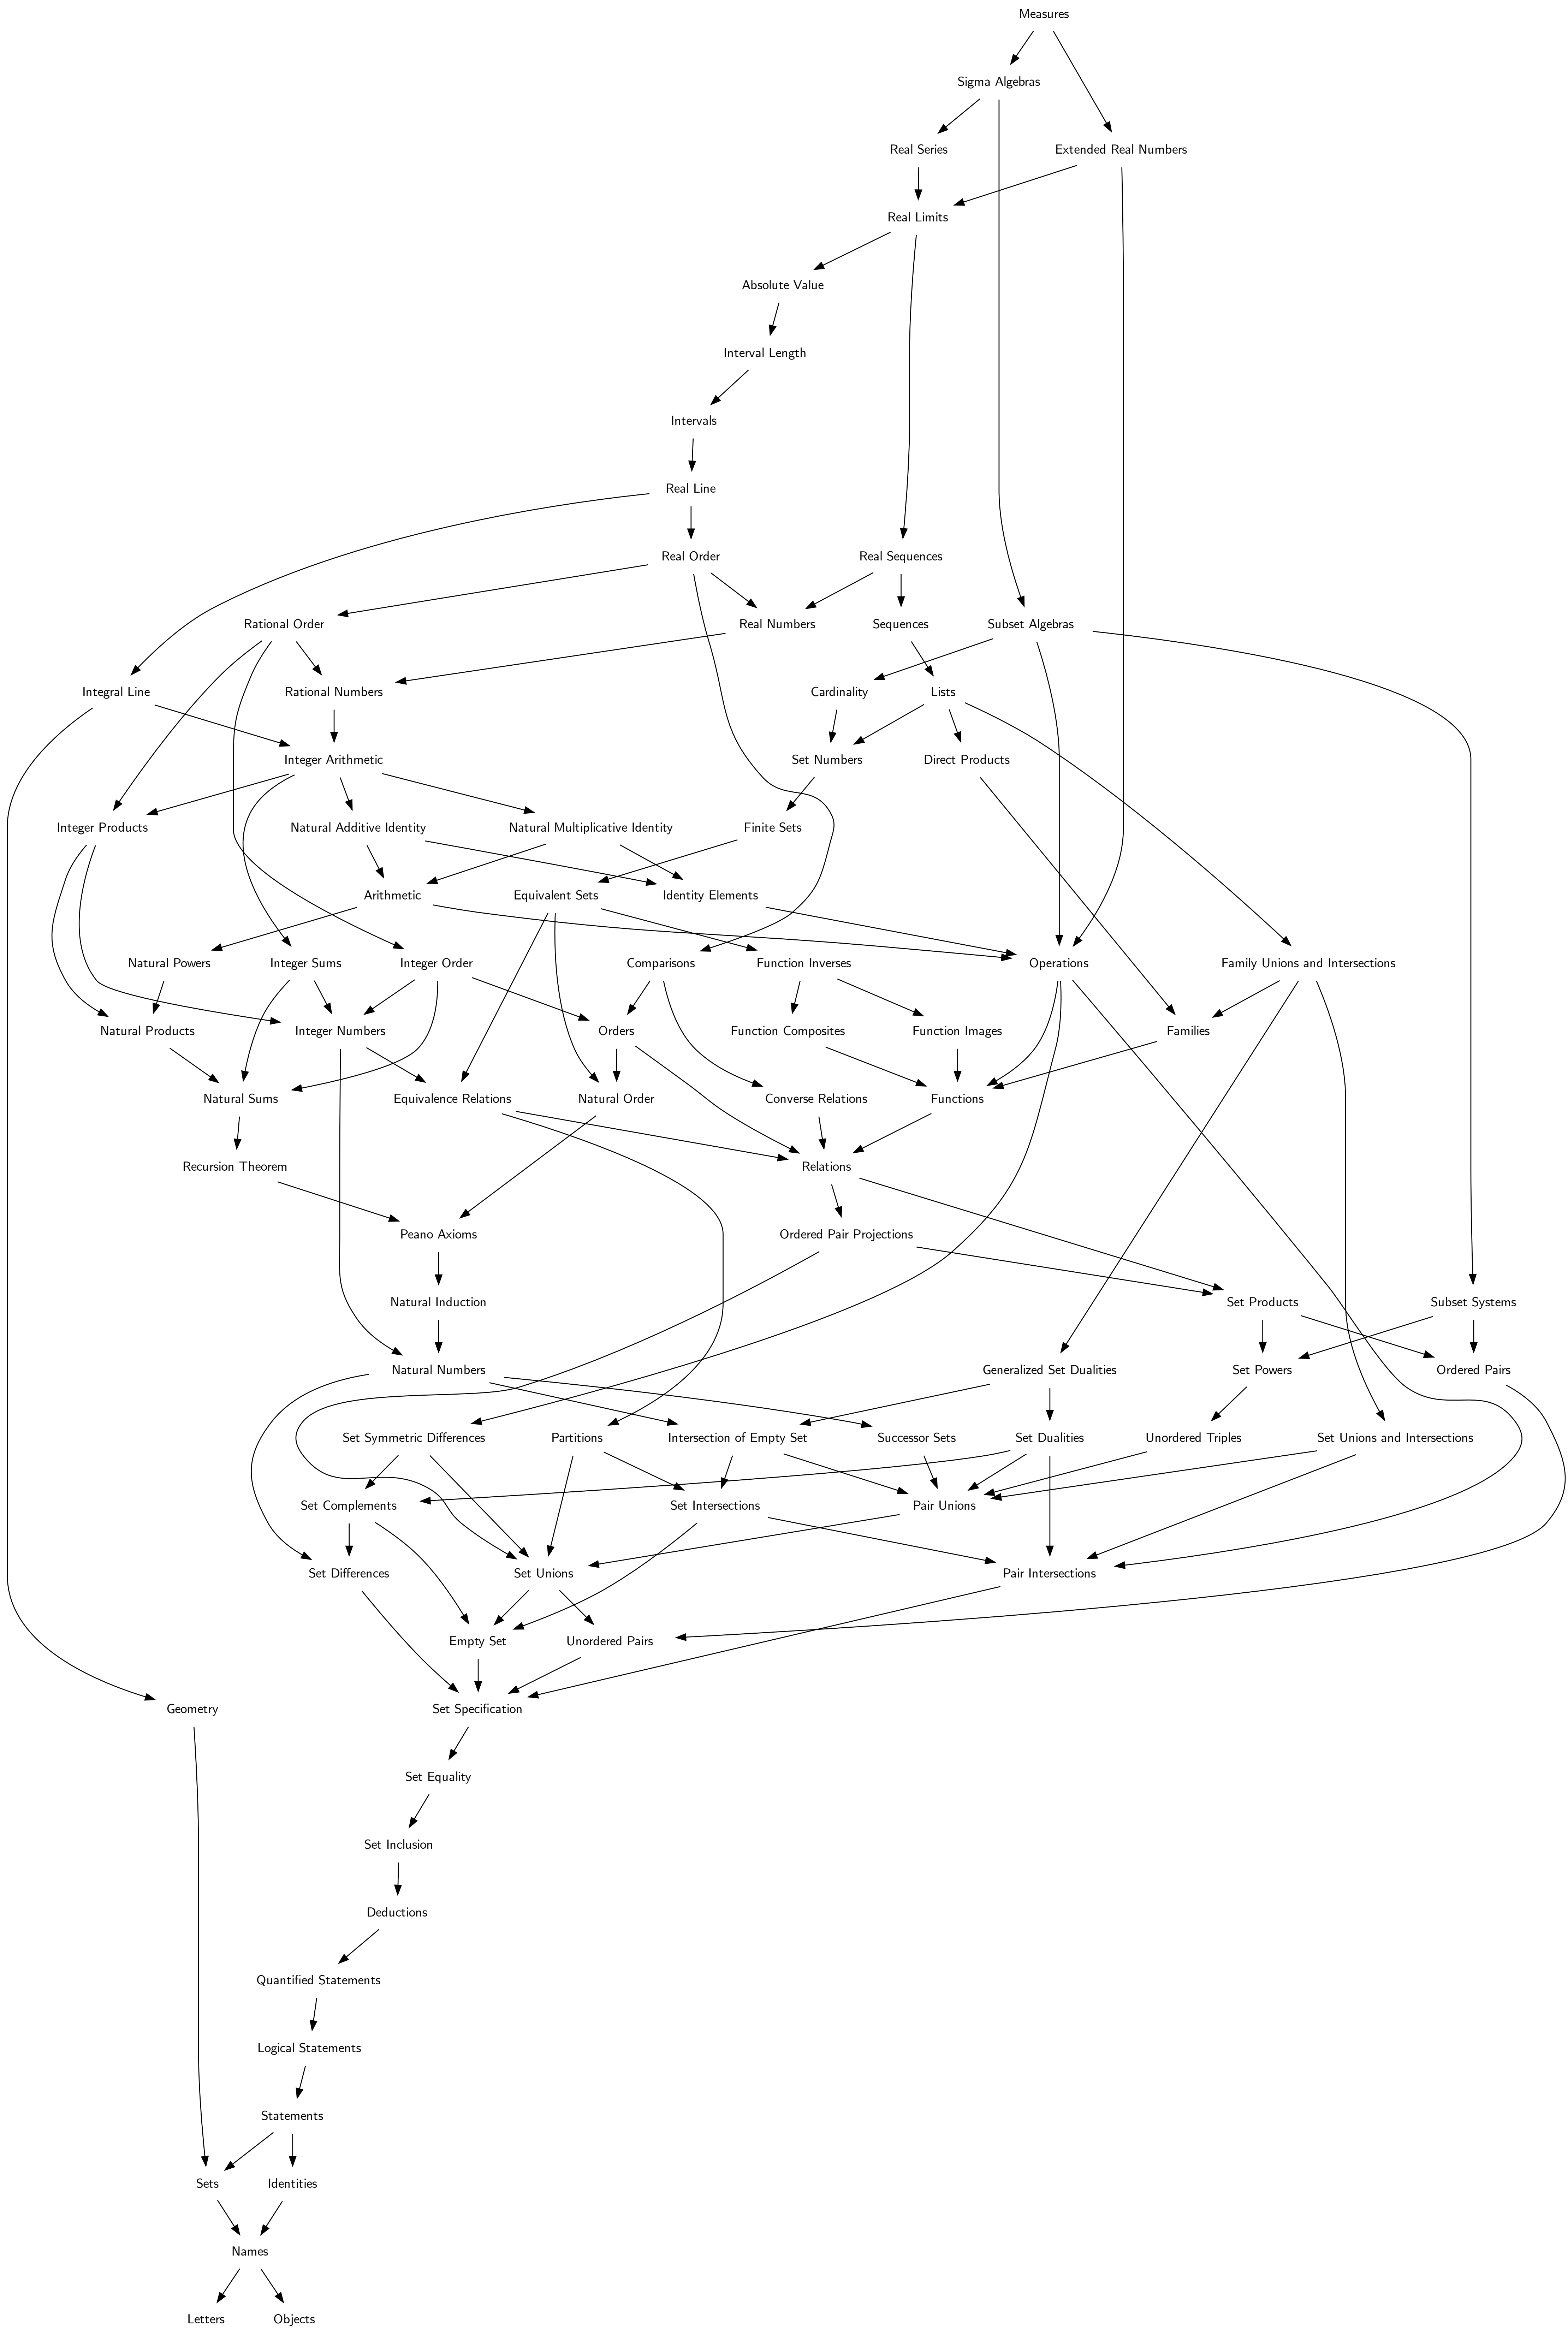 Measures
Sigma Algebras
Real Series
Extended Real Numbers
Real Limits
Absolute Value
Interval Length
Intervals
Real Line
Real Order
Real Sequences
Rational Order
Real Numbers
Sequences
Subset Algebras
Integral Line
Rational Numbers
Cardinality
Lists
Integer Arithmetic
Set Numbers
Direct Products
Integer Products
Natural Additive Identity
Natural Multiplicative Identity
Finite Sets
Arithmetic
Equivalent Sets
Identity Elements
Natural Powers
Integer Sums
Integer Order
Comparisons
Function Inverses
Operations
Family Unions and Intersections
Natural Products
Integer Numbers
Orders
Function Composites
Function Images
Families
Natural Sums
Equivalence Relations
Natural Order
Converse Relations
Functions
Recursion Theorem
Relations
Peano Axioms
Ordered Pair Projections
Natural Induction
Set Products
Subset Systems
Natural Numbers
Generalized Set Dualities
Set Powers
Ordered Pairs
Set Symmetric Differences
Partitions
Intersection of Empty Set
Successor Sets
Set Dualities
Unordered Triples
Set Unions and Intersections
Set Complements
Set Intersections
Pair Unions
Set Differences
Set Unions
Pair Intersections
Empty Set
Unordered Pairs
Geometry
Set Specification
Set Equality
Set Inclusion
Deductions
Quantified Statements
Logical Statements
Statements
Sets
Identities
Names
Letters
Objects